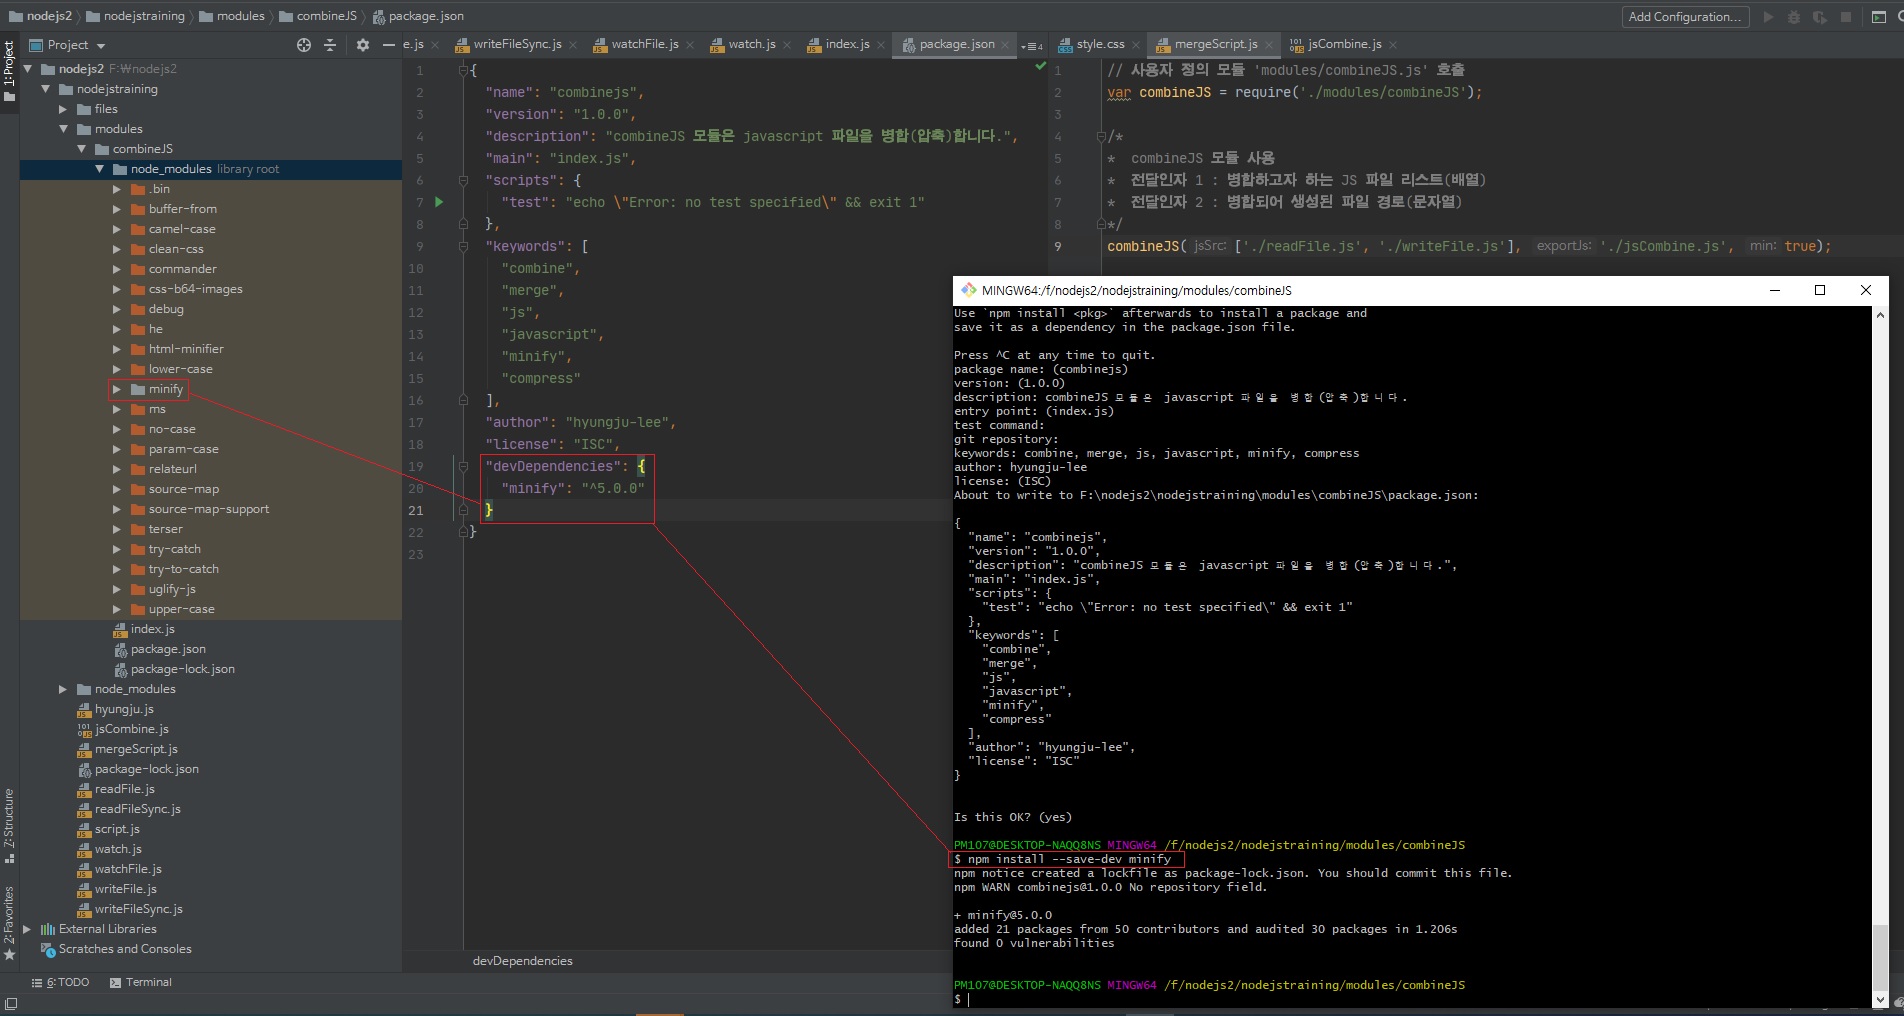 nodejs2 nodejstraining modules combineJS package.json
Add Configuration...
Project
e.js writeFileSync.js watchFile.js watch.js index.js package.json 4 style.css mergeScript.js jsCombine.js
1: Project
nodejs2 F:₩nodejs2
nodejstraining
files
modules
combineJS
node_modules library root
.bin
buffer-from
camel-case
clean-css
commander
css-b64-images
debug
he
html-minifier
lower-case
minify
ms
no-case
param-case
relateurl
source-map
source-map-support
terser
try-catch
try-to-catch
uglify-js
upper-case
index.js
package.json
package-lock.json
node_modules
hyungju.js
jsCombine.js
mergeScript.js
package-lock.json
readFile.js
readFileSync.js
script.js
watch.js
watchFile.js
writeFile.js
writeFileSync.js
External Libraries
Scratches and Consoles
Z: Structure
2: Favorites
6: TODO Terminal
1 {
2 "name": "combinejs",
3 "version": "1.0.0",
4 "description": "combineJS 모듈은 javascript 파일을 병합(압축)합니다.",
5 "main": "index.js",
6 "scripts": {
7 "test": "echo \"Error: no test specified\" && exit 1"
8 },
9 "keywords": [
10 "combine",
11 "merge",
12 "js",
13 "javascript",
14 "minify",
15 "compress"
16 ],
17 "author": "hyungju-lee",
18 "license": "ISC",
19 "devDependencies": {
20 "minify": "^5.0.0"
21 }
22 }
23
devDependencies
1 // 사용자 정의 모듈 'modules/combineJS.js' 호출
2 var combineJS = require('./modules/combineJS');
3
4 /*
5 * combineJS 모듈 사용
6 * 전달인자 1 : 병합하고자 하는 JS 파일 리스트(배열)
7 * 전달인자 2 : 병합되어 생성된 파일 경로(문자열)
8 */
9 combineJS( jsSrc: ['./readFile.js', './writeFile.js'], exportJs: './jsCombine.js', min: true);
MINGW64:/f/nodejs2/nodejstraining/modules/combineJS
Use `npm install <pkg>` afterwards to install a package and
save it as a dependency in the package.json file.
Press ^C at any time to quit.
package name: (combinejs)
version: (1.0.0)
description: combineJS 모듈은 javascript 파일을 병합(압축)합니다.
entry point: (index.js)
test command:
git repository:
keywords: combine, merge, js, javascript, minify, compress
author: hyungju-lee
license: (ISC)
About to write to F:\nodejs2\nodejstraining\modules\combineJS\package.json:
{
"name": "combinejs",
"version": "1.0.0",
"description": "combineJS 모듈은 javascript 파일을 병합(압축)합니다.",
"main": "index.js",
"scripts": {
"test": "echo \"Error: no test specified\" && exit 1"
},
"keywords": [
"combine",
"merge",
"js",
"javascript",
"minify",
"compress"
],
"author": "hyungju-lee",
"license": "ISC"
}
Is this OK? (yes)
PM107@DESKTOP-NAQQ8NS MINGW64 /f/nodejs2/nodejstraining/modules/combineJS
$ npm install --save-dev minify
npm notice created a lockfile as package-lock.json. You should commit this file.
npm WARN combinejs@1.0.0 No repository field.
+ minify@5.0.0
added 21 packages from 50 contributors and audited 30 packages in 1.206s
found 0 vulnerabilities
PM107@DESKTOP-NAQQ8NS MINGW64 /f/nodejs2/nodejstraining/modules/combineJS
$